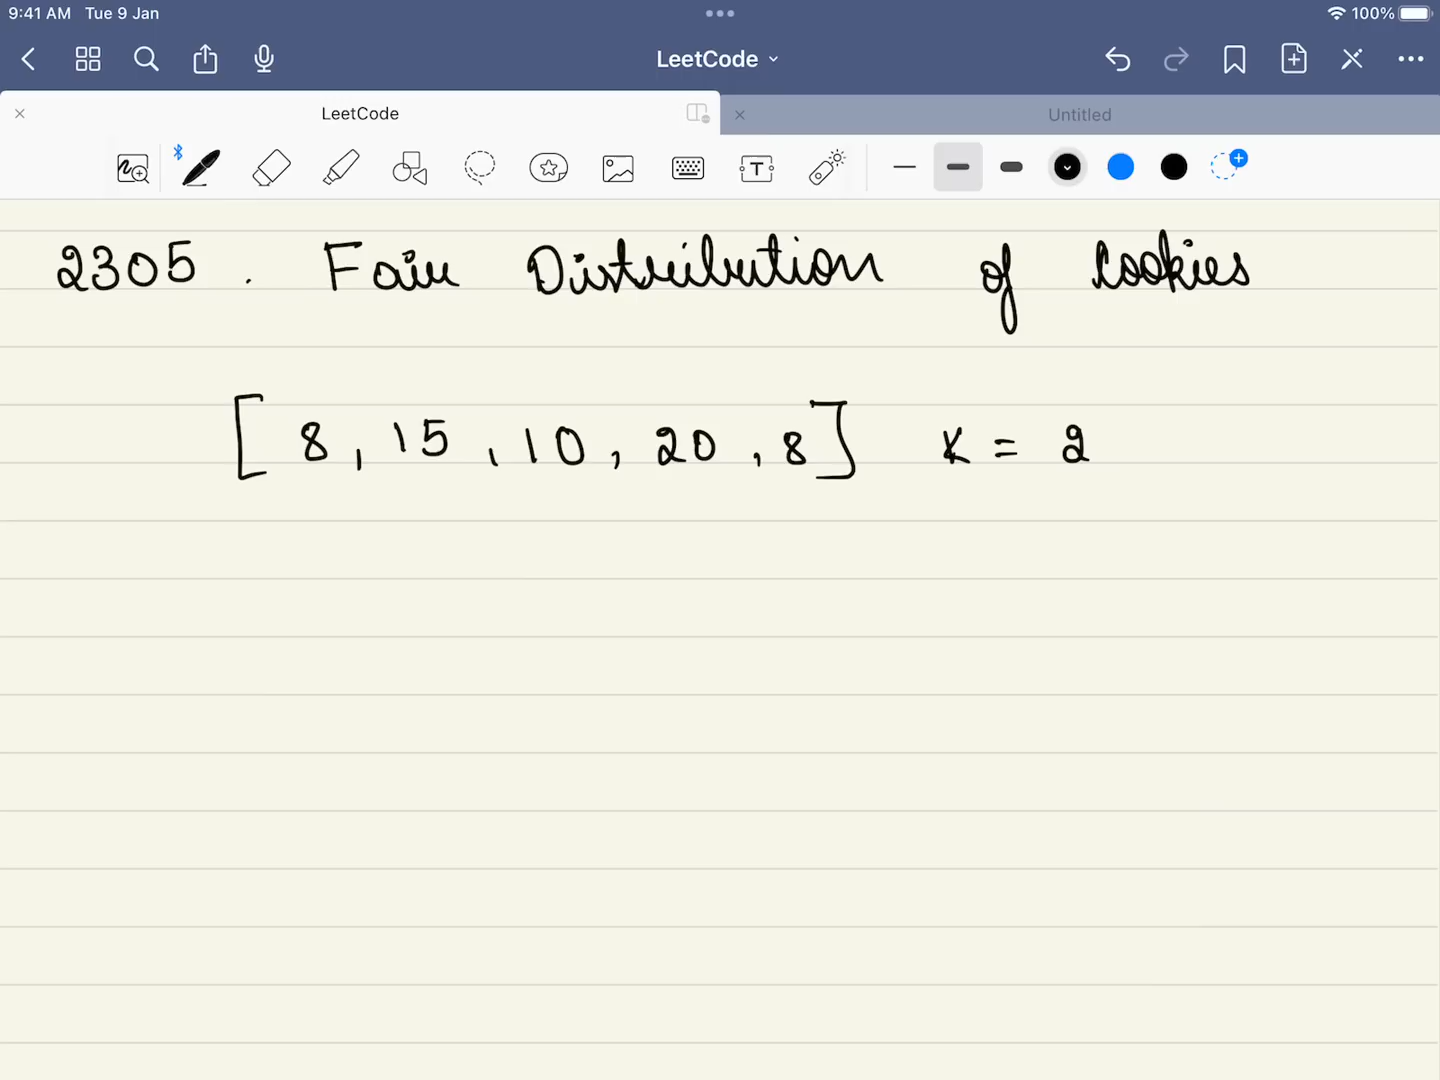 9:41 AM Tue 9 Jan 100%
LeetCode
LeetCode Untitled
T
2305. Fair Distribution of Cookies
[8, 15, 10, 20, 8] K = 2